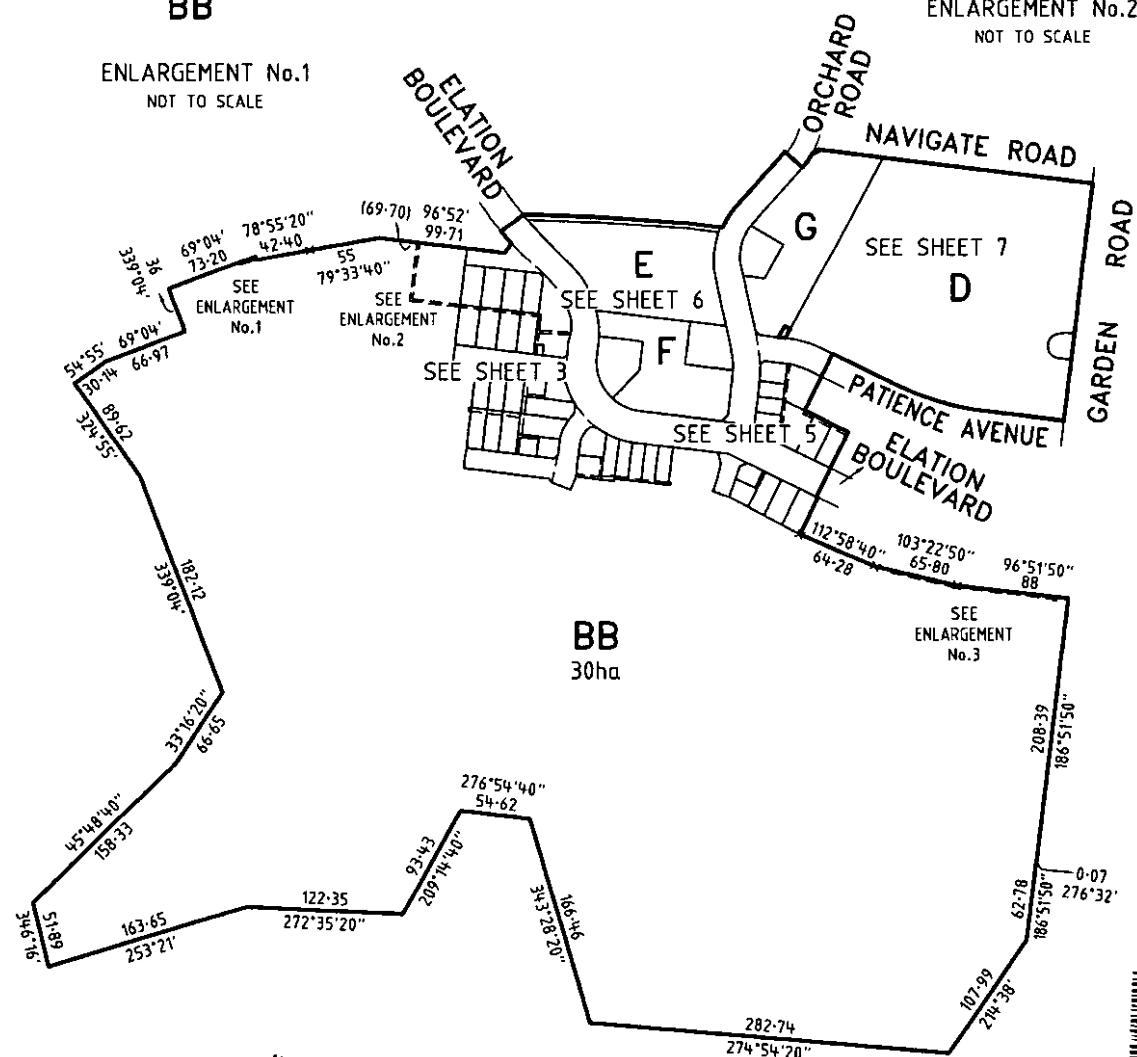 BB
ENLARGEMENT No.1
NOT TO SCALE
ENLARGEMENT No.2
NOT TO SCALE
ELATION
BOULEVARD
ORCHARD
ROAD
NAVIGATE ROAD
GARDEN ROAD
G
SEE SHEET 7
D
E
SEE SHEET 6
F
SEE SHEET 3
SEE SHEET 5
PATIENCE AVENUE
ELATION
BOULEVARD
(69·70)
96°52'
99·71
78°55'20"
42·40
55
79°33'40"
69°04'
73·20
36
339°04'
SEE
ENLARGEMENT
No.1
SEE
ENLARGEMENT
No.2
69°04'
66·97
54°55'
30·14
89·62
324°55'
182·12
339°04'
33°16'20"
66·65
45°48'40"
158·33
51·89
346°16'
163·65
253°21'
122·35
272°35'20"
93·43
209°14'40"
276°54'40"
54·62
166·46
343°28'20"
282·74
274°54'20"
107·99
214°38'
62·78
186°51'50"
0·07
276°32'
208·39
186°51'50"
112°58'40"
64·28
103°22'50"
65·80
96°51'50"
88
SEE
ENLARGEMENT
No.3
BB
30ha